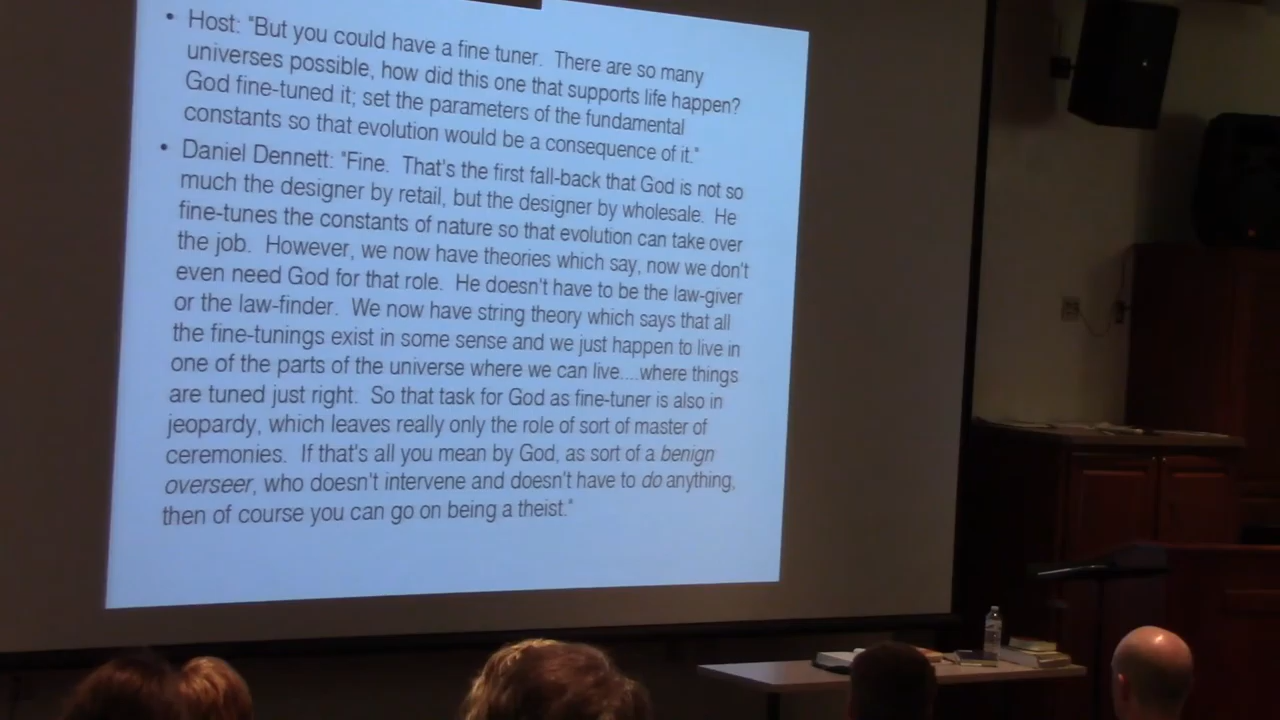 • Host: "But you could have a fine tuner.  There are so many
universes possible, how did this one that supports life happen?
God fine-tuned it; set the parameters of the fundamental
constants so that evolution would be a consequence of it."
• Daniel Dennett: "Fine.  That's the first fall-back that God is not so
much the designer by retail, but the designer by wholesale.  He
fine-tunes the constants of nature so that evolution can take over
the job.  However, we now have theories which say, now we don't
even need God for that role.  He doesn't have to be the law-giver
or the law-finder.  We now have string theory which says that all
the fine-tunings exist in some sense and we just happen to live in
one of the parts of the universe where we can live....where things
are tuned just right.  So that task for God as fine-tuner is also in
jeopardy, which leaves really only the role of sort of master of
ceremonies.  If that's all you mean by God, as sort of a benign
overseer, who doesn't intervene and doesn't have to do anything,
then of course you can go on being a theist."